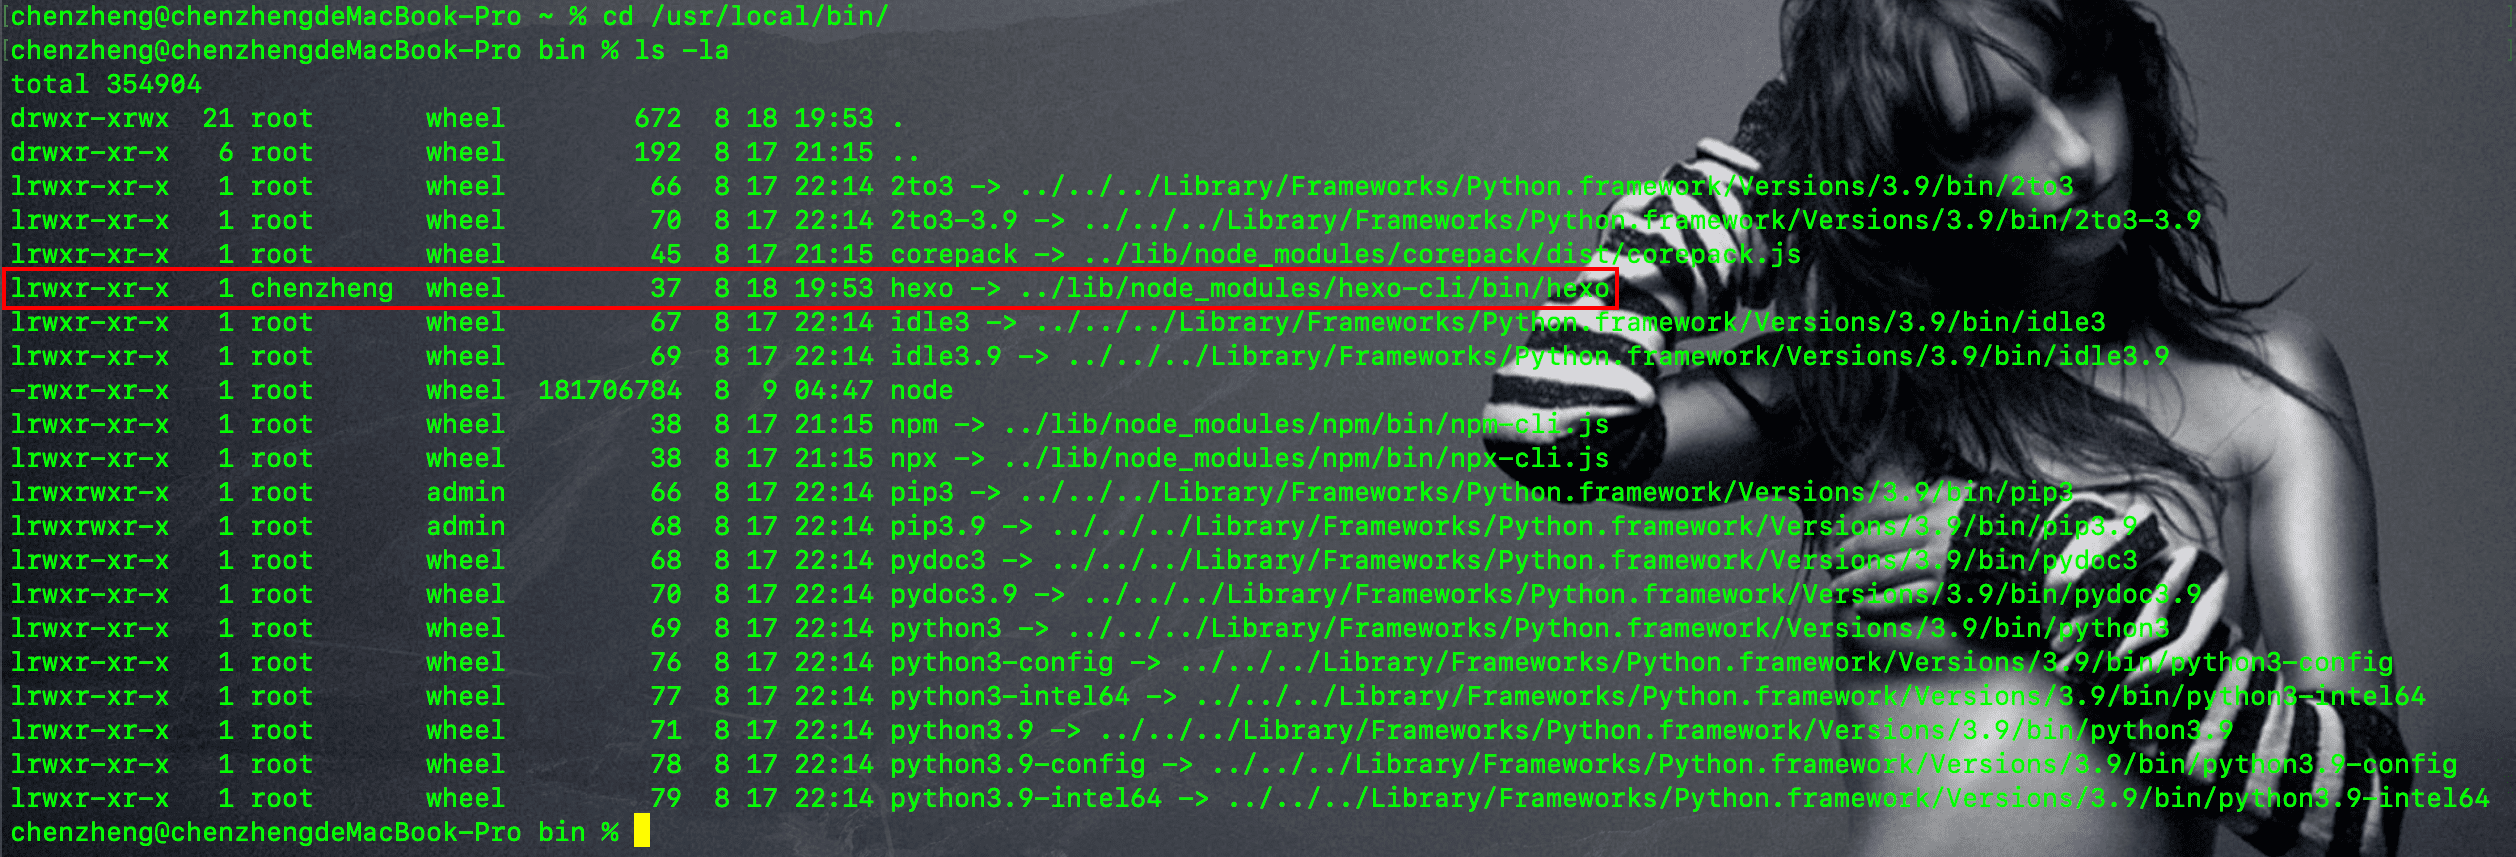 [chenzheng@chenzhengdeMacBook-Pro ~ % cd /usr/local/bin/
[chenzheng@chenzhengdeMacBook-Pro bin % ls -la
total 354904
drwxr-xrwx  21 root       wheel        672  8 18 19:53 .
drwxr-xr-x   6 root       wheel        192  8 17 21:15 ..
lrwxr-xr-x   1 root       wheel         66  8 17 22:14 2to3 -> ../../../Library/Frameworks/Python.framework/Versions/3.9/bin/2to3
lrwxr-xr-x   1 root       wheel         70  8 17 22:14 2to3-3.9 -> ../../../Library/Frameworks/Python.framework/Versions/3.9/bin/2to3-3.9
lrwxr-xr-x   1 root       wheel         45  8 17 21:15 corepack -> ../lib/node_modules/corepack/dist/corepack.js
lrwxr-xr-x   1 chenzheng  wheel         37  8 18 19:53 hexo -> ../lib/node_modules/hexo-cli/bin/hexo
lrwxr-xr-x   1 root       wheel         67  8 17 22:14 idle3 -> ../../../Library/Frameworks/Python.framework/Versions/3.9/bin/idle3
lrwxr-xr-x   1 root       wheel         69  8 17 22:14 idle3.9 -> ../../../Library/Frameworks/Python.framework/Versions/3.9/bin/idle3.9
-rwxr-xr-x   1 root       wheel  181706784  8  9 04:47 node
lrwxr-xr-x   1 root       wheel         38  8 17 21:15 npm -> ../lib/node_modules/npm/bin/npm-cli.js
lrwxr-xr-x   1 root       wheel         38  8 17 21:15 npx -> ../lib/node_modules/npm/bin/npx-cli.js
lrwxrwxr-x   1 root       admin         66  8 17 22:14 pip3 -> ../../../Library/Frameworks/Python.framework/Versions/3.9/bin/pip3
lrwxrwxr-x   1 root       admin         68  8 17 22:14 pip3.9 -> ../../../Library/Frameworks/Python.framework/Versions/3.9/bin/pip3.9
lrwxr-xr-x   1 root       wheel         68  8 17 22:14 pydoc3 -> ../../../Library/Frameworks/Python.framework/Versions/3.9/bin/pydoc3
lrwxr-xr-x   1 root       wheel         70  8 17 22:14 pydoc3.9 -> ../../../Library/Frameworks/Python.framework/Versions/3.9/bin/pydoc3.9
lrwxr-xr-x   1 root       wheel         69  8 17 22:14 python3 -> ../../../Library/Frameworks/Python.framework/Versions/3.9/bin/python3
lrwxr-xr-x   1 root       wheel         76  8 17 22:14 python3-config -> ../../../Library/Frameworks/Python.framework/Versions/3.9/bin/python3-config
lrwxr-xr-x   1 root       wheel         77  8 17 22:14 python3-intel64 -> ../../../Library/Frameworks/Python.framework/Versions/3.9/bin/python3-intel64
lrwxr-xr-x   1 root       wheel         71  8 17 22:14 python3.9 -> ../../../Library/Frameworks/Python.framework/Versions/3.9/bin/python3.9
lrwxr-xr-x   1 root       wheel         78  8 17 22:14 python3.9-config -> ../../../Library/Frameworks/Python.framework/Versions/3.9/bin/python3.9-config
lrwxr-xr-x   1 root       wheel         79  8 17 22:14 python3.9-intel64 -> ../../../Library/Frameworks/Python.framework/Versions/3.9/bin/python3.9-intel64
chenzheng@chenzhengdeMacBook-Pro bin %